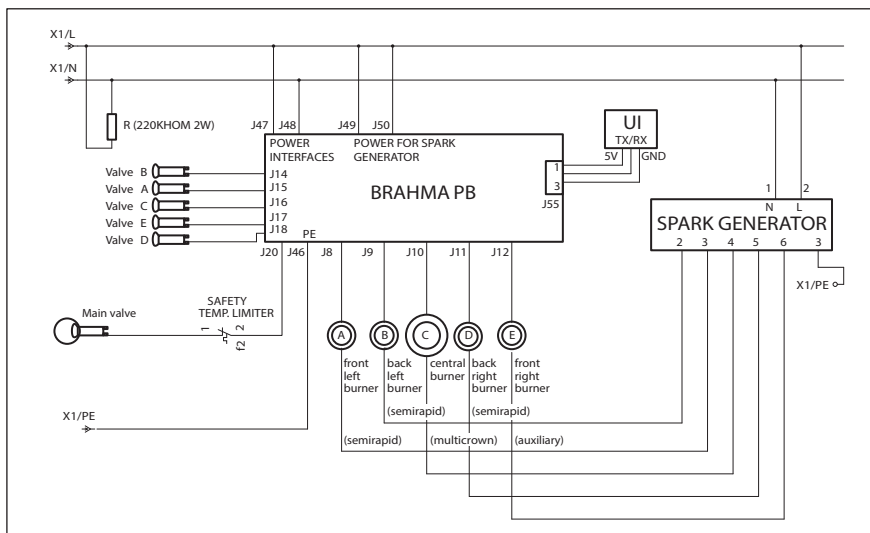 X1/L
X1/N
R (220KHOM 2W)
J47 J48 J49 J50
POWER INTERFACES
POWER FOR SPARK GENERATOR
BRAHMA PB
UI
TX/RX
5V GND
1
3
J55
Valve B
J14
Valve A
J15
Valve C
J16
Valve E
J17
Valve D
J18
PE
J20 J46 J8 J9 J10 J11 J12
1 2
N L
SPARK GENERATOR
2 3 4 5 6 3
X1/PE
Main valve
SAFETY
TEMP. LIMITER
1 2
f2
A B C D E
front left burner
back left burner
central burner
back right burner
front right burner
X1/PE
(semirapid) (semirapid)
(semirapid) (multicrown) (auxiliary)